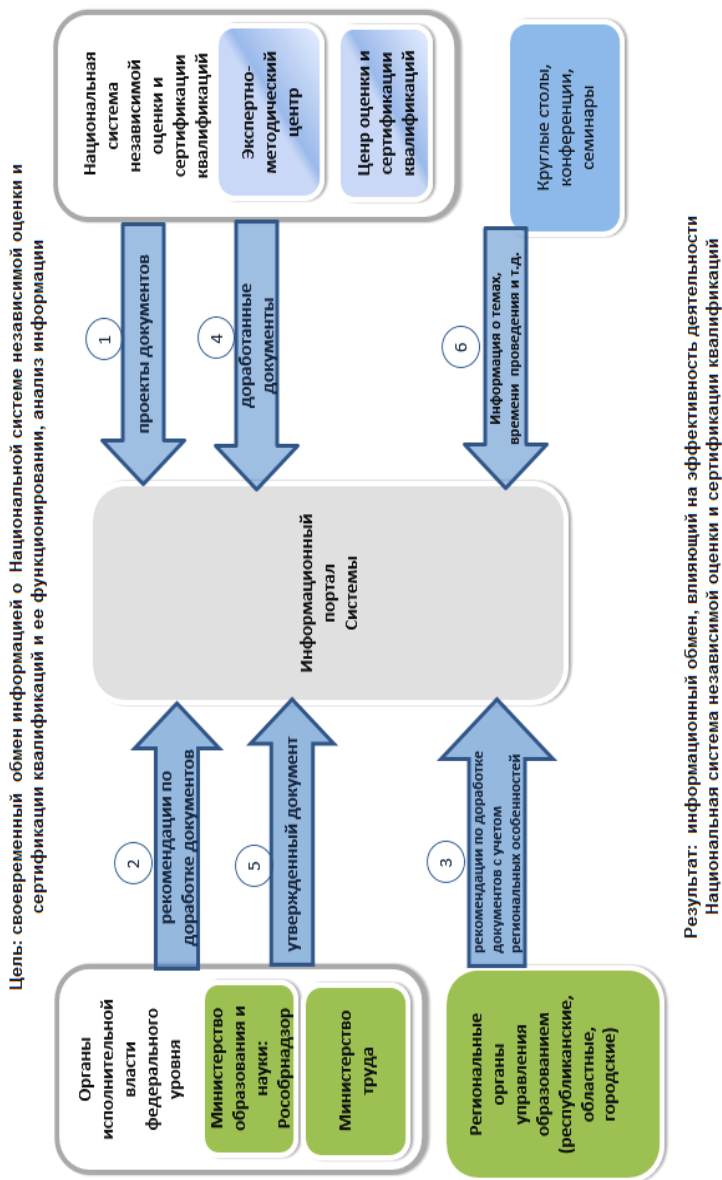 Цель: своевременный обмен информацией о Национальной системе независимой оценки и
сертификации квалификаций и ее функционировании, анализ информации
Органы
исполнительной
власти
федерального
уровня
Министерство
образования и
науки:
Рособрнадзор
Министерство
труда
Региональные
органы
управления
образованием
(республиканские,
областные,
городские)
2
рекомендации по
доработке документов
5
утвержденный документ
3
рекомендации по доработке
документов с учетом
региональных особенностей
Информационный
портал
Системы
1
проекты документов
4
доработанные
документы
6
Информация о темах,
времени проведения и т.д.
Национальная
система
независимой
оценки и
сертификации
квалификаций
Экспертно-
методический
центр
Ценр оценки и
сертификации
квалификаций
Круглые столы,
конференции,
семинары
Результат: информационный обмен, влияющий на эффективность деятельности
Национальная система независимой оценки и сертификации квалификаций